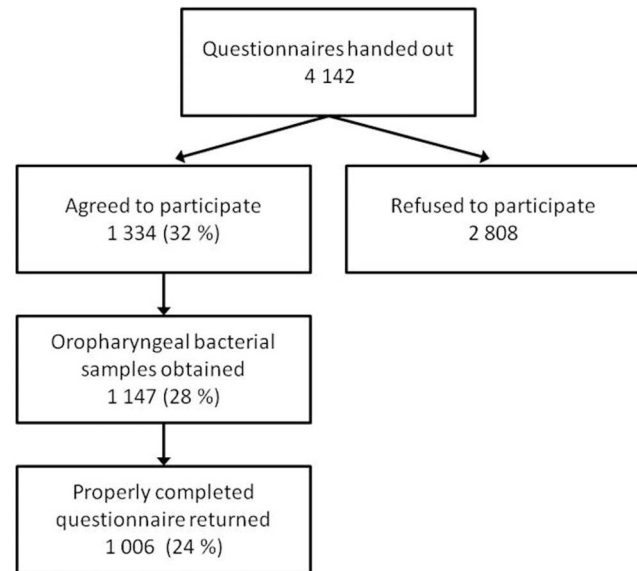 Questionnaires handed out
4 142
Agreed to participate
1 334 (32 %)
Refused to participate
2 808
Oropharyngeal bacterial
samples obtained
1 147 (28 %)
Properly completed
questionnaire returned
1 006 (24 %)